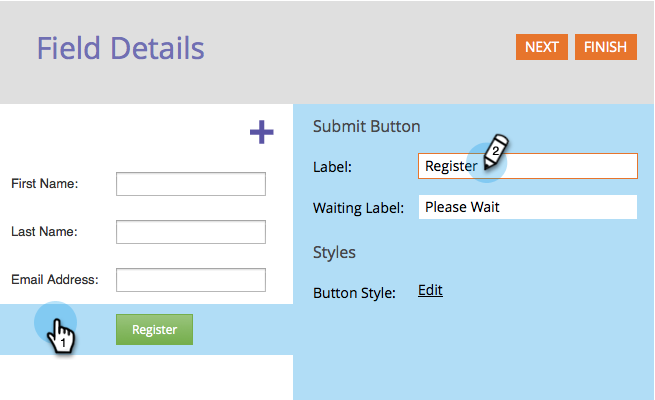 Field Details
NEXT
FINISH
First Name:
Last Name:
Email Address:
Register
1
Submit Button
Label:
Register
2
Waiting Label:
Please Wait
Styles
Button Style:
Edit